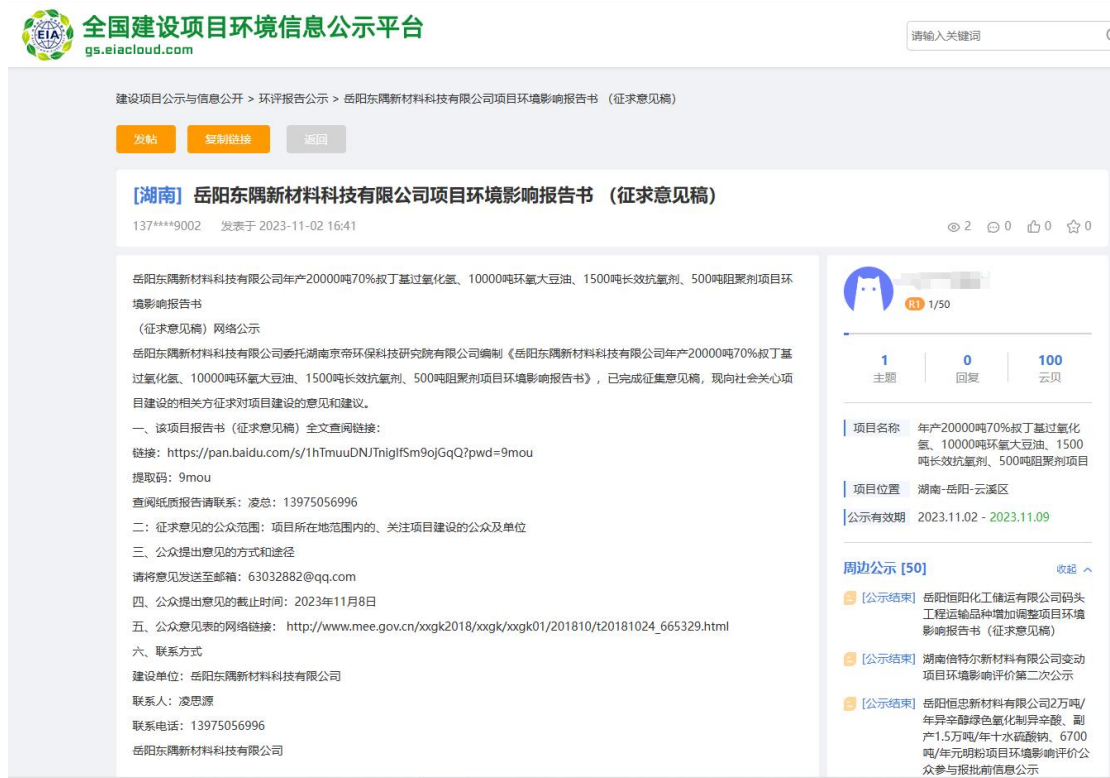 EIA
全国建设项目环境信息公示平台
gs.eiacloud.com
请输入关键词
建设项目公示与信息公开 > 环评报告公示 > 岳阳东隅新材料科技有限公司项目环境影响报告书 （征求意见稿）
发帖 复制链接 返回
[湖南] 岳阳东隅新材料科技有限公司项目环境影响报告书 （征求意见稿）
137****9002 发表于 2023-11-02 16:41
2 0 0 0
岳阳东隅新材料科技有限公司年产20000吨70%叔丁基过氧化氢、10000吨环氧大豆油、1500吨长效抗氧剂、500吨阻聚剂项目环
境影响报告书
（征求意见稿）网络公示
岳阳东隅新材料科技有限公司委托湖南京帝环保科技研究院有限公司编制《岳阳东隅新材料科技有限公司年产20000吨70%叔丁基
过氧化氢、10000吨环氧大豆油、1500吨长效抗氧剂、500吨阻聚剂项目环境影响报告书》，已完成征集意见稿，现向社会关心项
目建设的相关方征求对项目建设的意见和建议。
一、该项目报告书（征求意见稿）全文查阅链接：
链接：https://pan.baidu.com/s/1hTmuuDNJTnigIfSm9ojGqQ?pwd=9mou
提取码：9mou
查阅纸质报告请联系：凌总：13975056996
二：征求意见的公众范围：项目所在地范围内的、关注项目建设的公众及单位
三、公众提出意见的方式和途径
请将意见发送至邮箱：63032882@qq.com
四、公众提出意见的截止时间：2023年11月8日
五、公众意见表的网络链接： http://www.mee.gov.cn/xxgk2018/xxgk/xxgk01/201810/t20181024_665329.html
六、联系方式
建设单位：岳阳东隅新材料科技有限公司
联系人：凌思源
联系电话：13975056996
岳阳东隅新材料科技有限公司
R1 1/50
1 0 100
主题 回复 云贝
项目名称 年产20000吨70%叔丁基过氧化
氢、10000吨环氧大豆油、1500
吨长效抗氧剂、500吨阻聚剂项目
项目位置 湖南-岳阳-云溪区
公示有效期 2023.11.02 - 2023.11.09
周边公示 [50] 收起
[公示结束] 岳阳恒阳化工储运有限公司码头
工程运输品种增加调整项目环境
影响报告书（征求意见稿）
[公示结束] 湖南倍特尔新材料有限公司变动
项目环境影响评价第二次公示
[公示结束] 岳阳恒忠新材料有限公司2万吨/
年异辛醇绿色氧化制异辛酸、副
产1.5万吨/年十水硫酸钠、6700
吨/年元明粉项目环境影响评价公
众参与报批前信息公示